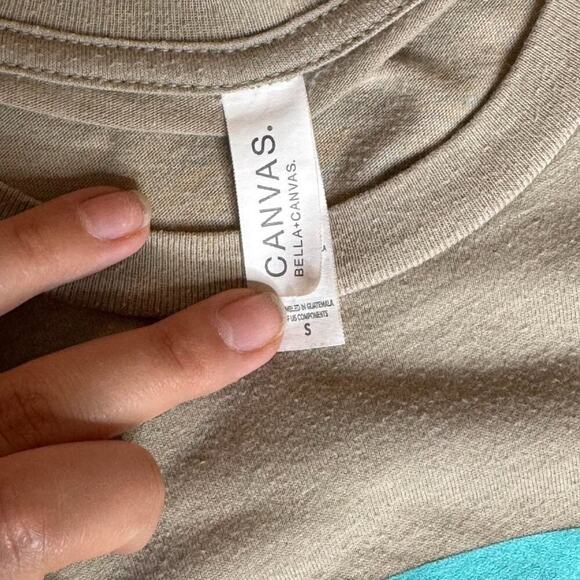 CANVAS.
BELLA+CANVAS.
IN GUATEMALA
US COMPONENTS
S